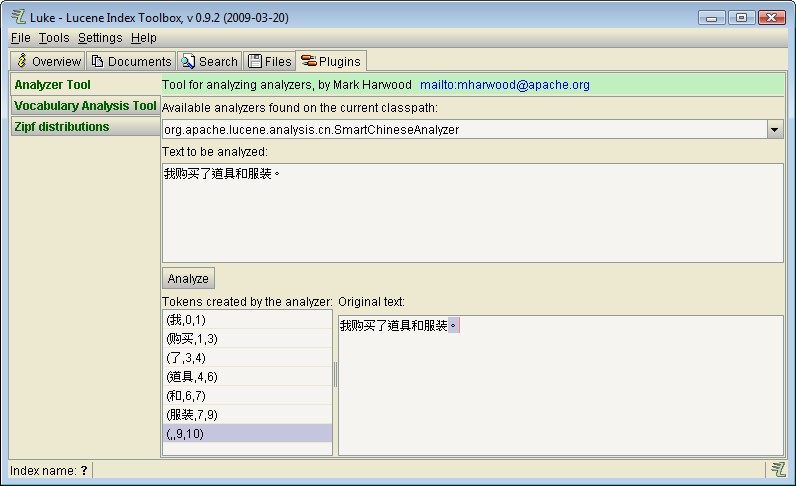 Luke - Lucene Index Toolbox, v 0.9.2 (2009-03-20)
File Tools Settings Help
Overview Documents Search Files Plugins
Analyzer Tool
Vocabulary Analysis Tool
Zipf distributions
Tool for analyzing analyzers, by Mark Harwood mailto:mharwood@apache.org
Available analyzers found on the current classpath:
org.apache.lucene.analysis.cn.SmartChineseAnalyzer
Text to be analyzed:
我购买了道具和服装。
Analyze
Tokens created by the analyzer:
(我,0,1)
(购买,1,3)
(了,3,4)
(道具,4,6)
(和,6,7)
(服装,7,9)
(,,9,10)
Original text:
我购买了道具和服装。
Index name: ?